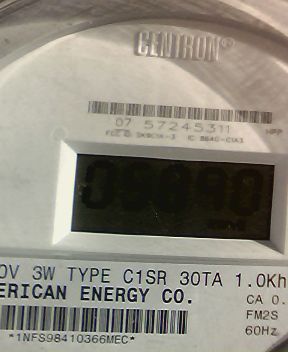 CENTRON®
07 57245311
0V 3W TYPE C1SR 30TA 1.0Kh
ERICAN ENERGY CO.
CA 0.
FM2S
60Hz
*1NFS98410366MEC*